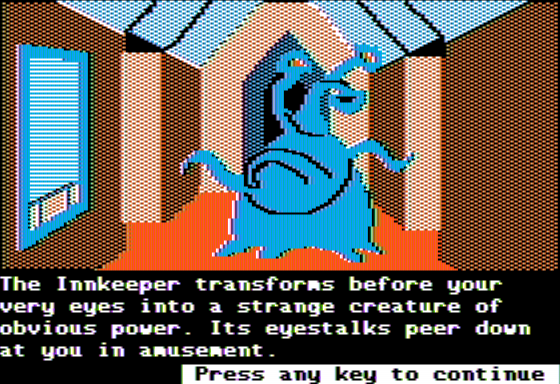 The Innkeeper transforms before your
very eyes into a strange creature of
obvious power. Its eyestalks peer down
at you in amusement.
Press any key to continue